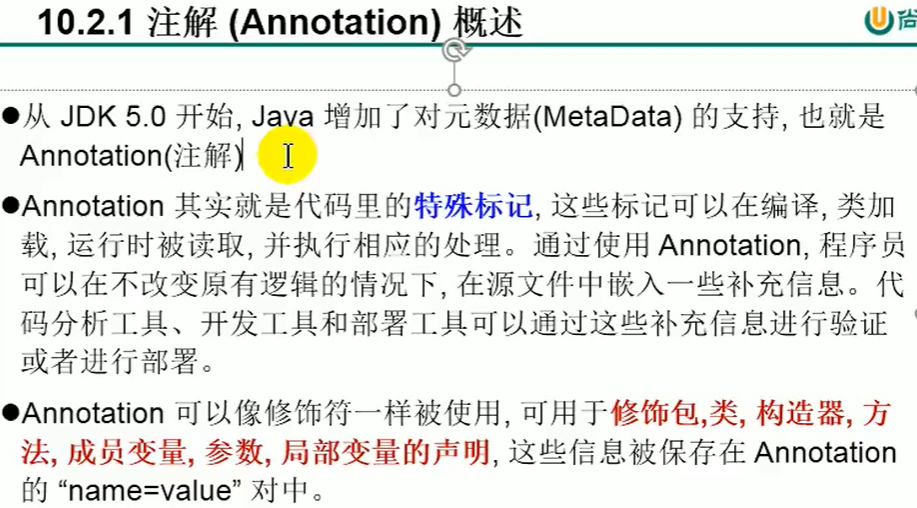 10.2.1 注解 (Annotation) 概述
尚
●从 JDK 5.0 开始, Java 增加了对元数据(MetaData) 的支持, 也就是
Annotation(注解)
●Annotation 其实就是代码里的特殊标记, 这些标记可以在编译, 类加
载, 运行时被读取, 并执行相应的处理。通过使用 Annotation, 程序员
可以在不改变原有逻辑的情况下, 在源文件中嵌入一些补充信息。代
码分析工具、开发工具和部署工具可以通过这些补充信息进行验证
或者进行部署。
●Annotation 可以像修饰符一样被使用, 可用于修饰包,类, 构造器, 方
法, 成员变量, 参数, 局部变量的声明, 这些信息被保存在 Annotation
的 “name=value” 对中。